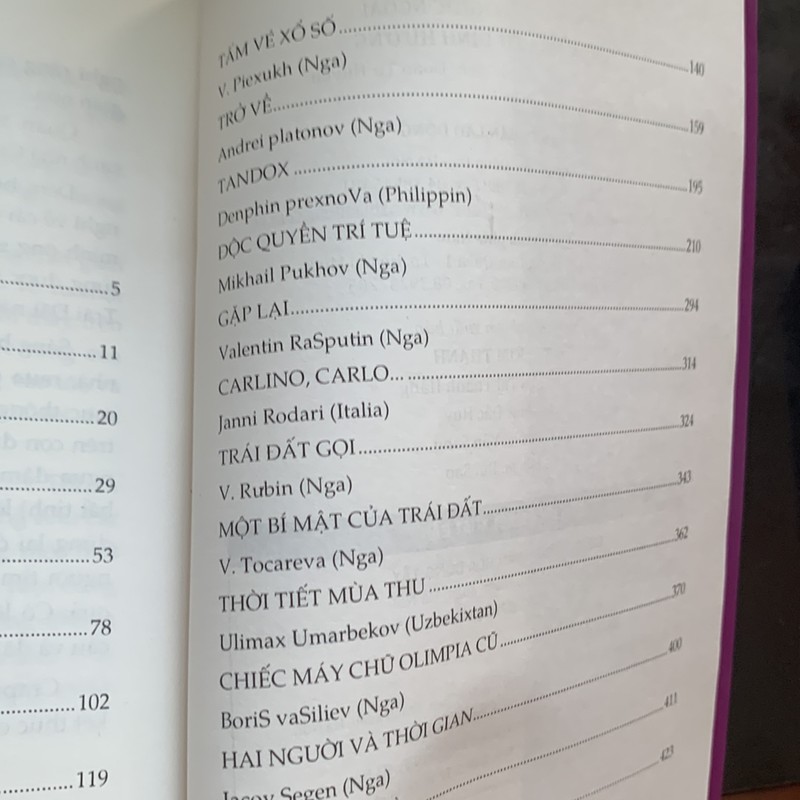 5
11
20
29
53
78
102
119
TẤM VÉ XỔ SỐ........140
V. Piexukh (Nga)
TRỞ VỀ........159
Andrei platonov (Nga)
TANDOX ........195
Denphin prexnoVa (Philippin)
ĐỘC QUYỀN TRÍ TUỆ........210
Mikhail Pukhov (Nga)
GẶP LẠI........294
Valentin RaSputin (Nga)
CARLINO, CARLO... ........314
Janni Rodari (Italia)
TRÁI ĐẤT GỌI........324
V. Rubin (Nga)
MỘT BÍ MẬT CỦA TRÁI ĐẤT........343
V. Tocareva (Nga)
THỜI TIẾT MÙA THU........362
Ulimax Umarbekov (Uzbekixtan)
CHIẾC MÁY CHỮ OLIMPIA CŨ........370
BoriS vaSiliev (Nga)
HAI NGƯỜI VÀ THỜI GIAN........400
Segen (Nga)
411
423